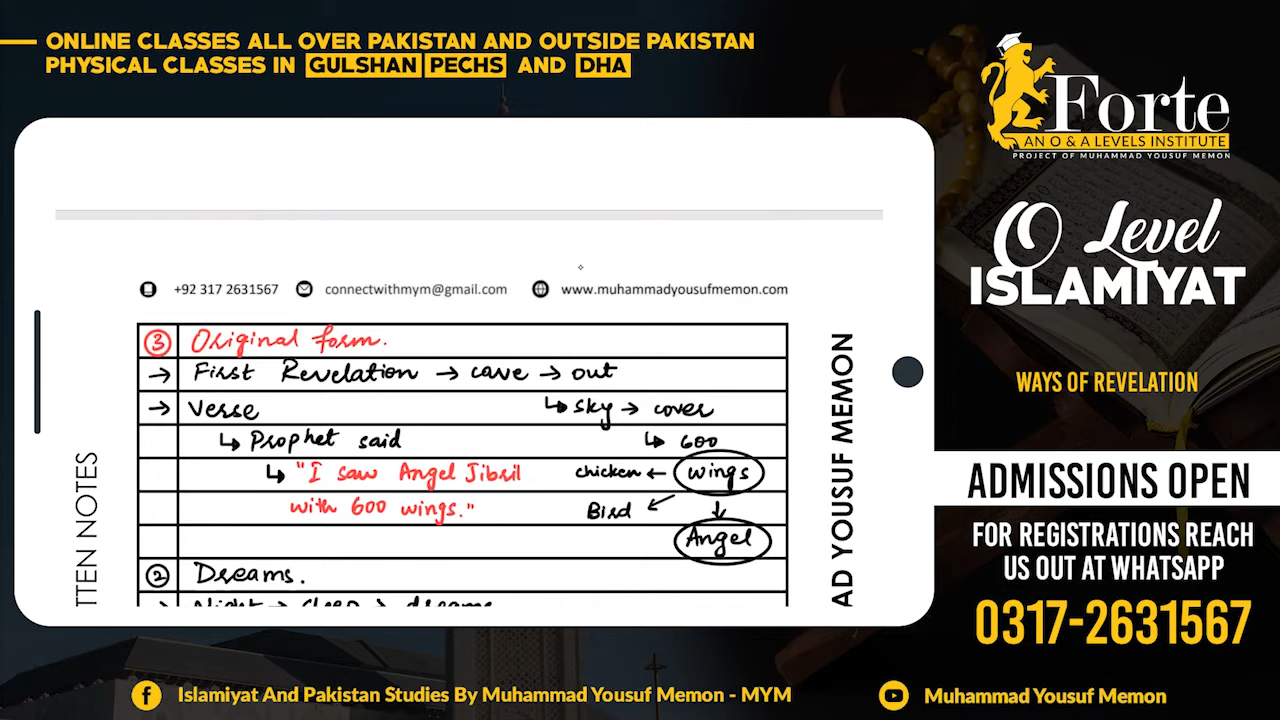 ONLINE CLASSES ALL OVER PAKISTAN AND OUTSIDE PAKISTAN
PHYSICAL CLASSES IN GULSHAN PECHS AND DHA
Forte
AN O & A LEVELS INSTITUTE
PROJECT OF MUHAMMAD YOUSUF MEMON
O Level
ISLAMIYAT
WAYS OF REVELATION
ADMISSIONS OPEN
FOR REGISTRATIONS REACH
US OUT AT WHATSAPP
0317-2631567
+92 317 2631567 connectwithmym@gmail.com www.muhammadyousufmemon.com
3 Original form.
→ First Revelation → cave → out
→ Verse ↳ sky → cover
↳ Prophet said ↳ 600
↳ "I saw Angel Jibril chicken ← wings
with 600 wings." Bird ↙ ↓
Angel
2 Dreams.
→ Night → sleep → dreams
TTEN NOTES
AD YOUSUF MEMON
Islamiyat And Pakistan Studies By Muhammad Yousuf Memon - MYM
Muhammad Yousuf Memon